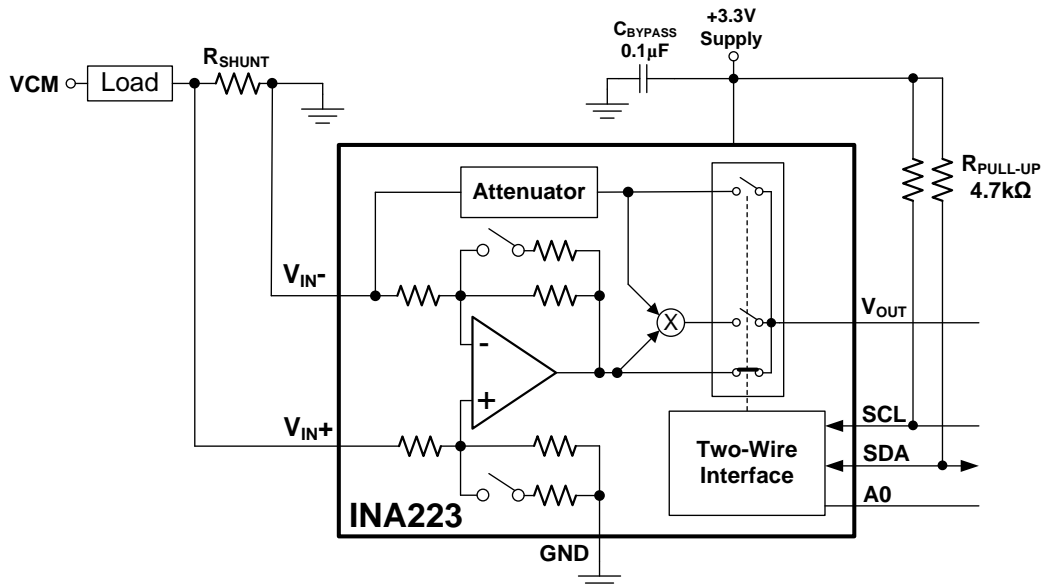 +3.3V
Supply
CBYPASS
0.1µF
RSHUNT
VCM
Load
RPULL-UP
4.7kΩ
Attenuator
VIN-
X
VOUT
-
+
VIN+
SCL
Two-Wire
Interface
SDA
A0
INA223
GND